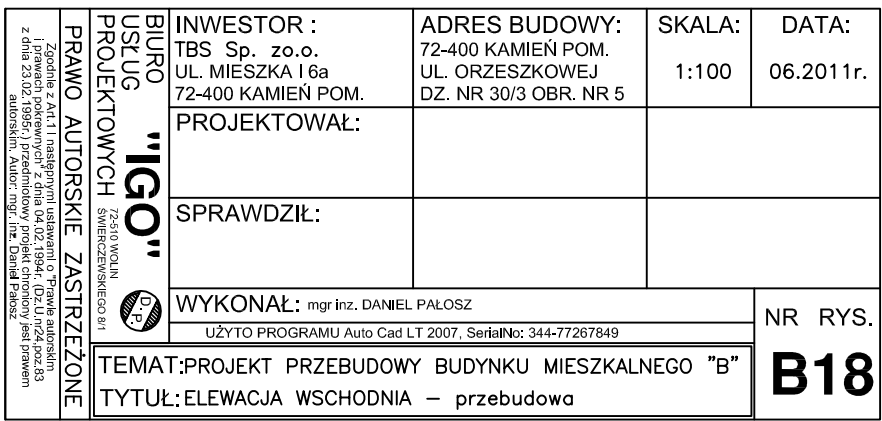 Zgodnie z Art.1 i następnymi ustawami o "Prawie autorskim
i prawach pokrewnych" z dnia 04.02.1994r. (Dz.U.nr24,poz.83
z dnia 23.02.1995r.) przedmiotowy projekt chroniony jest prawem
autorskim. Autor: mgr. inz. Daniel Pałosz
PRAWO AUTORSKIE ZASTRZEŻONE
BIURO
USŁUG
PROJEKTOWYCH
"IGO"
72-510 WOLIN
ŚWIERCZEWSKIEGO 8/1
D.P.
INWESTOR :
TBS Sp. zo.o.
UL. MIESZKA I 6a
72-400 KAMIEŃ POM.
ADRES BUDOWY:
72-400 KAMIEŃ POM.
UL. ORZESZKOWEJ
DZ. NR 30/3 OBR. NR 5
SKALA:
1:100
DATA:
06.2011r.
PROJEKTOWAŁ:
SPRAWDZIŁ:
WYKONAŁ: mgr inz. DANIEL PAŁOSZ
UŻYTO PROGRAMU Auto Cad LT 2007, SerialNo: 344-77267849
TEMAT:PROJEKT PRZEBUDOWY BUDYNKU MIESZKALNEGO "B"
TYTUŁ:ELEWACJA WSCHODNIA – przebudowa
NR RYS.
B18